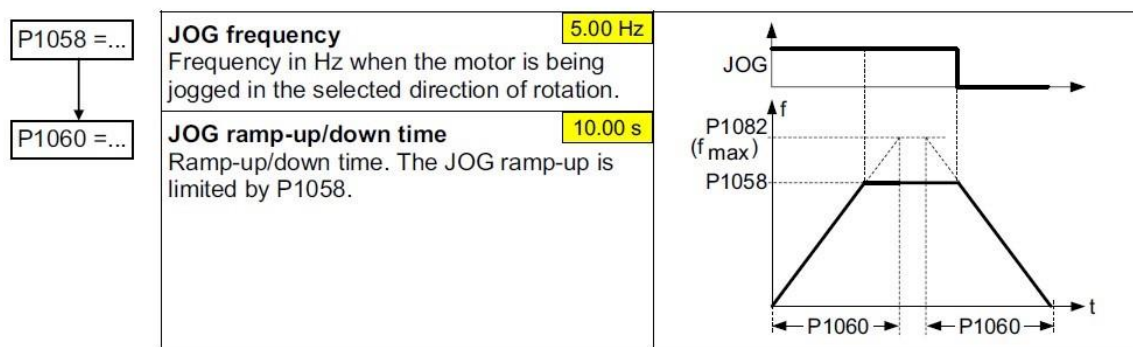 P1058 =...
JOG frequency
5.00 Hz
Frequency in Hz when the motor is being
jogged in the selected direction of rotation.
P1060 =...
JOG ramp-up/down time
10.00 s
Ramp-up/down time. The JOG ramp-up is
limited by P1058.
JOG
f
P1082
(f max)
P1058
t
P1060
P1060